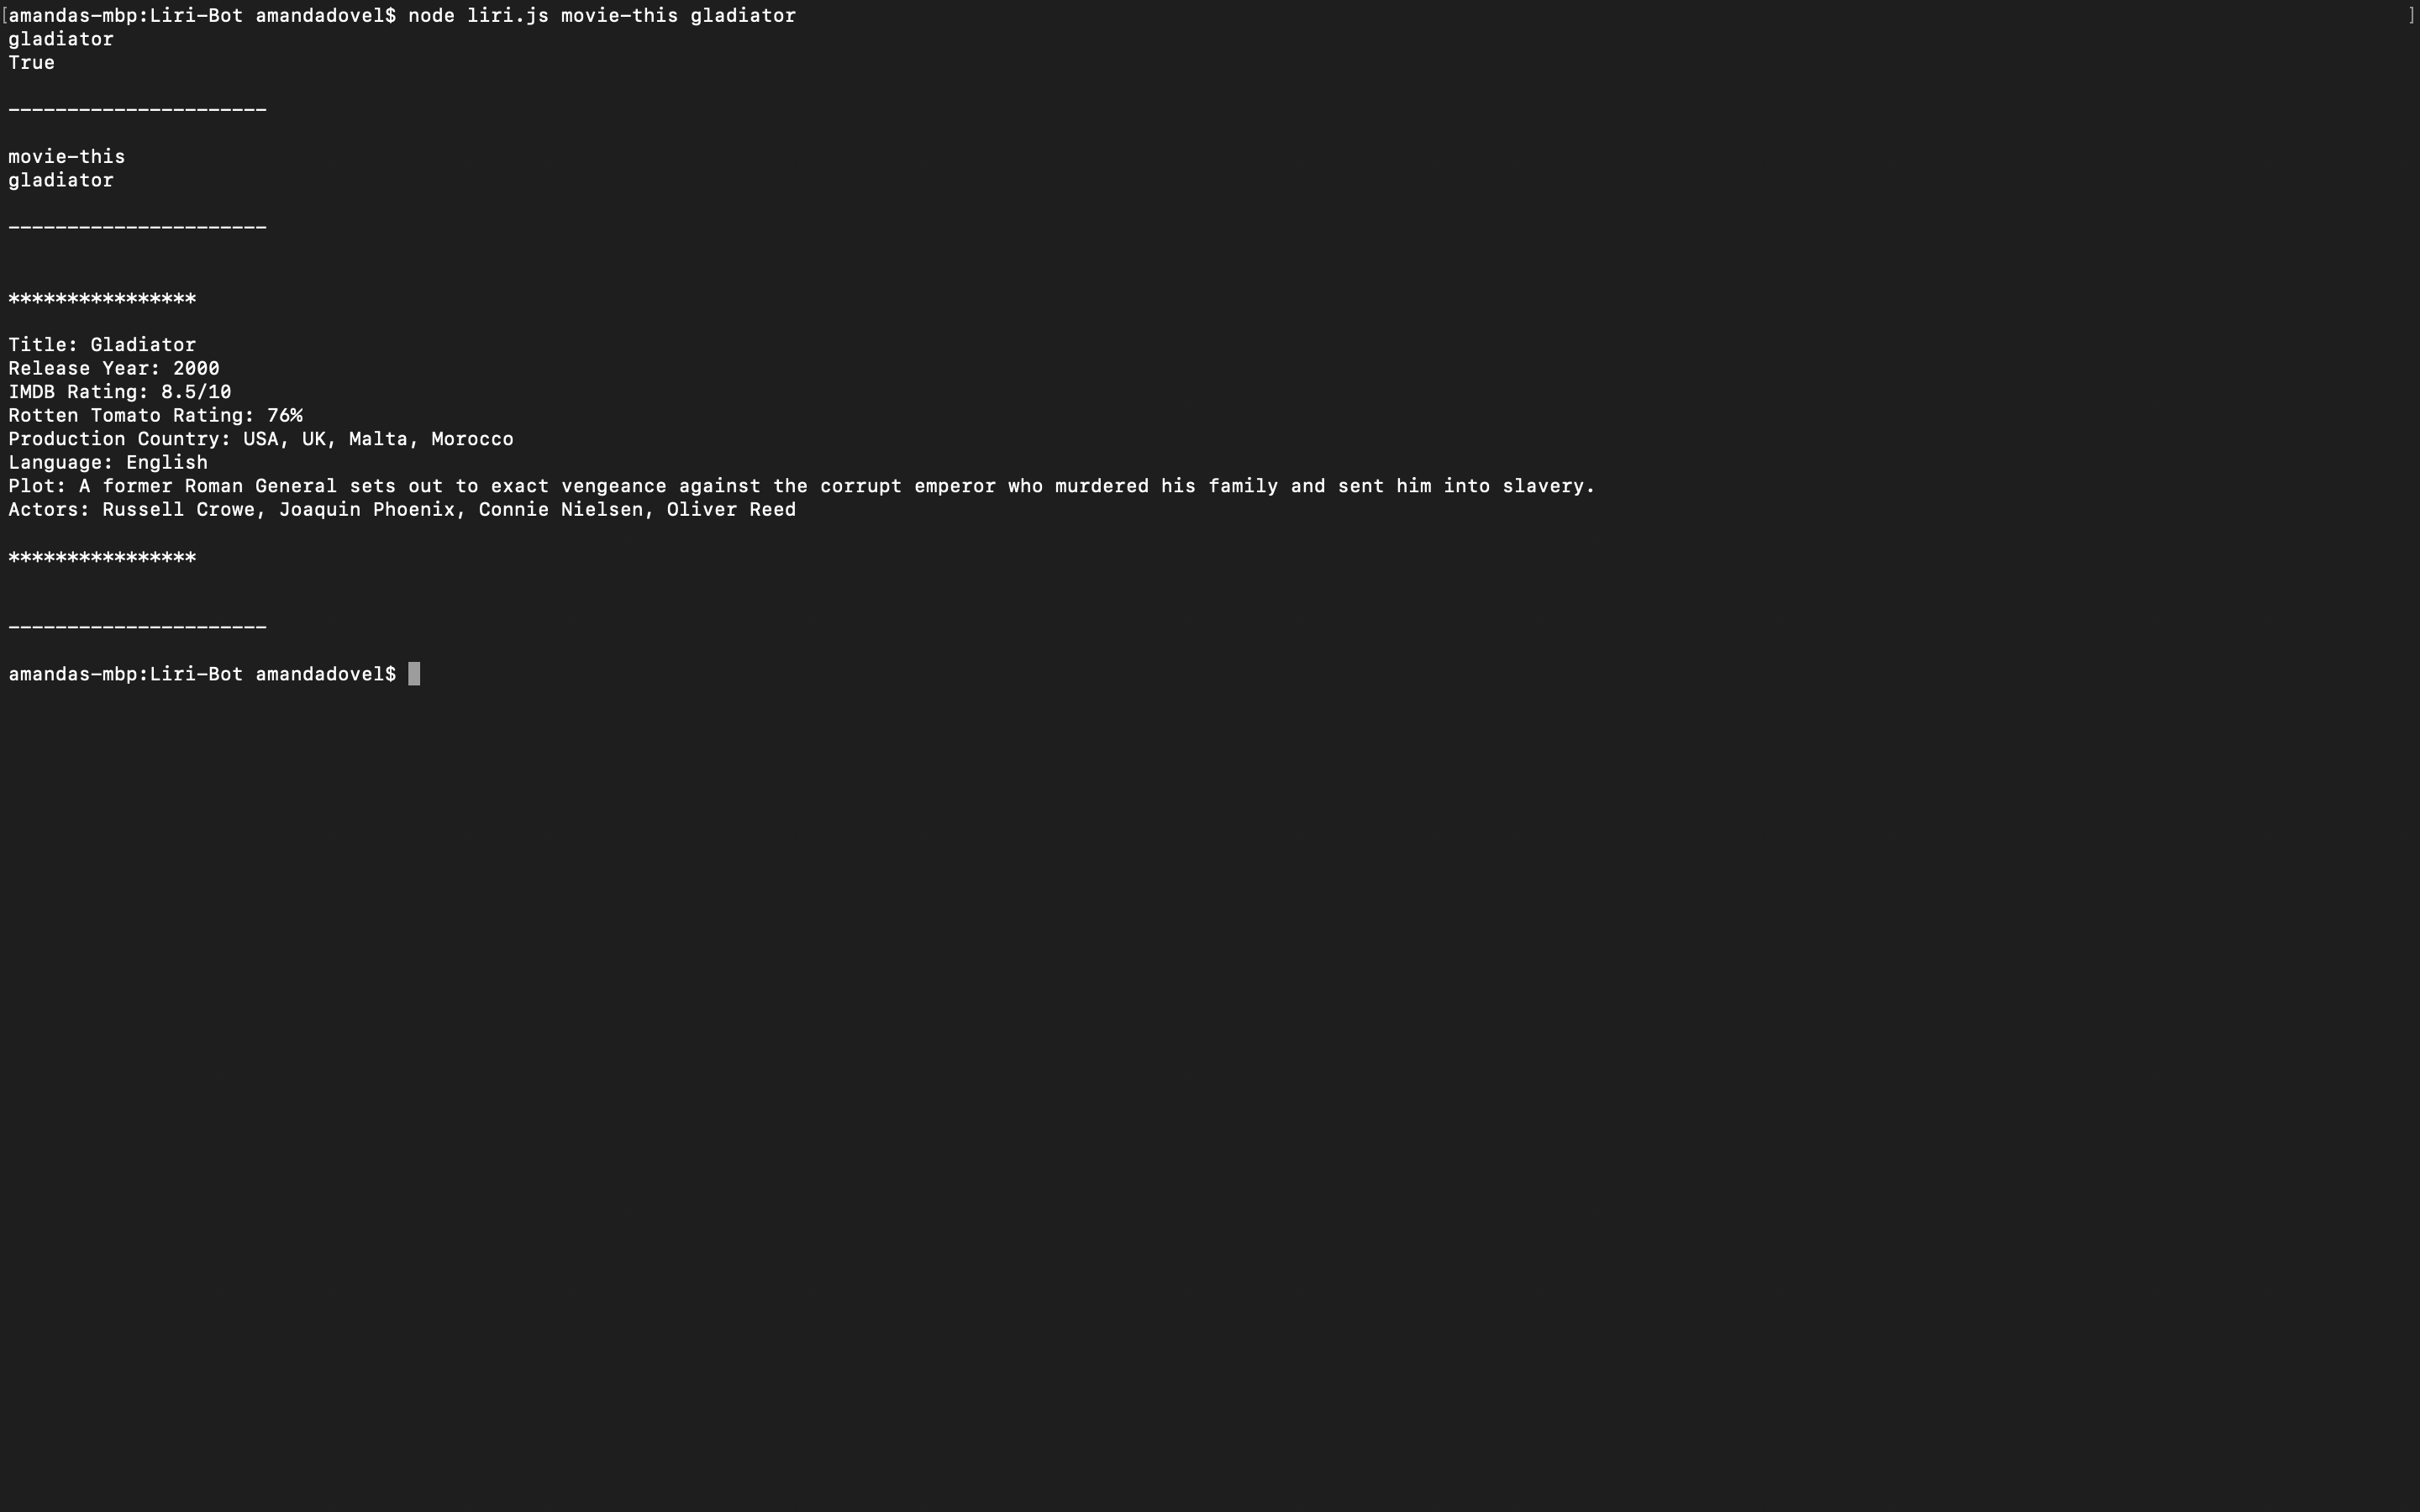 [amandas-mbp:Liri-Bot amandadovel$ node liri.js movie-this gladiator ]
gladiator
True
----------------------
movie-this
gladiator
----------------------
****************
Title: Gladiator
Release Year: 2000
IMDB Rating: 8.5/10
Rotten Tomato Rating: 76%
Production Country: USA, UK, Malta, Morocco
Language: English
Plot: A former Roman General sets out to exact vengeance against the corrupt emperor who murdered his family and sent him into slavery.
Actors: Russell Crowe, Joaquin Phoenix, Connie Nielsen, Oliver Reed
****************
----------------------
amandas-mbp:Liri-Bot amandadovel$